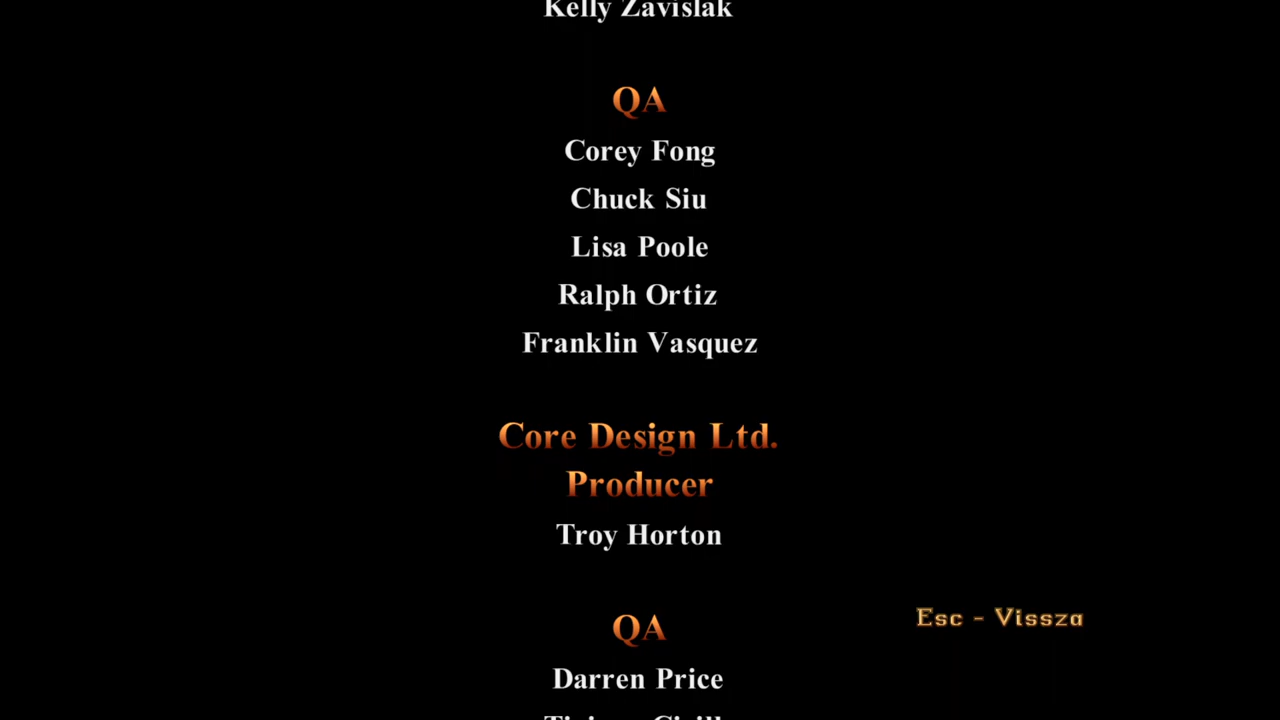 Kelly Zavislak
QA
Corey Fong
Chuck Siu
Lisa Poole
Ralph Ortiz
Franklin Vasquez
Core Design Ltd.
Producer
Troy Horton
QA
Esc - Vissza
Darren Price